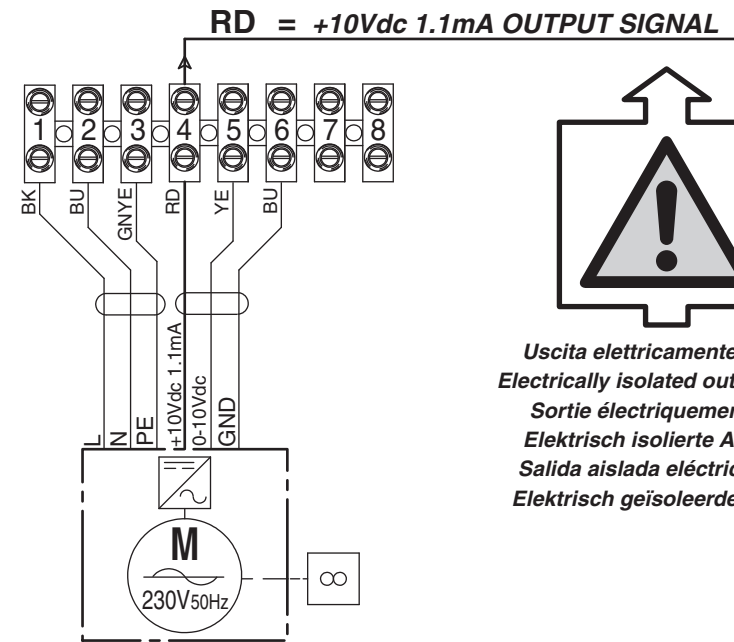 RD = +10Vdc 1.1mA OUTPUT SIGNAL
1 2 3 4 5 6 7 8
BK BU GNYE RD YE BU
L N PE +10Vdc 1.1mA 0-10Vdc GND
M
230V50Hz
∞
Uscita elettricamente
Electrically isolated out
Sortie électriquemen
Elektrisch isolierte A
Salida aislada eléctric
Elektrisch geïsoleerde